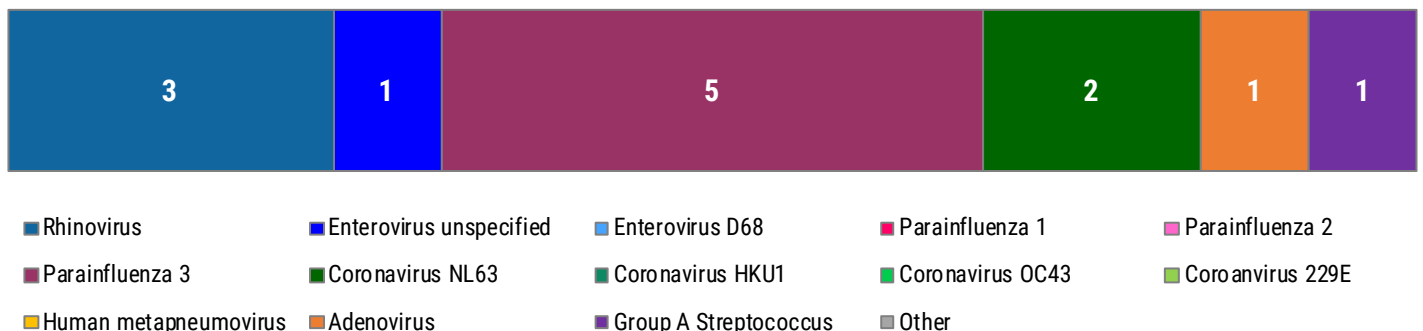 3 1 5 2 1 1
Rhinovirus Enterovirus unspecified Enterovirus D68 Parainfluenza 1 Parainfluenza 2
Parainfluenza 3 Coronavirus NL63 Coronavirus HKU1 Coronavirus OC43 Coroanvirus 229E
Human metapneumovirus Adenovirus Group A Streptococcus Other